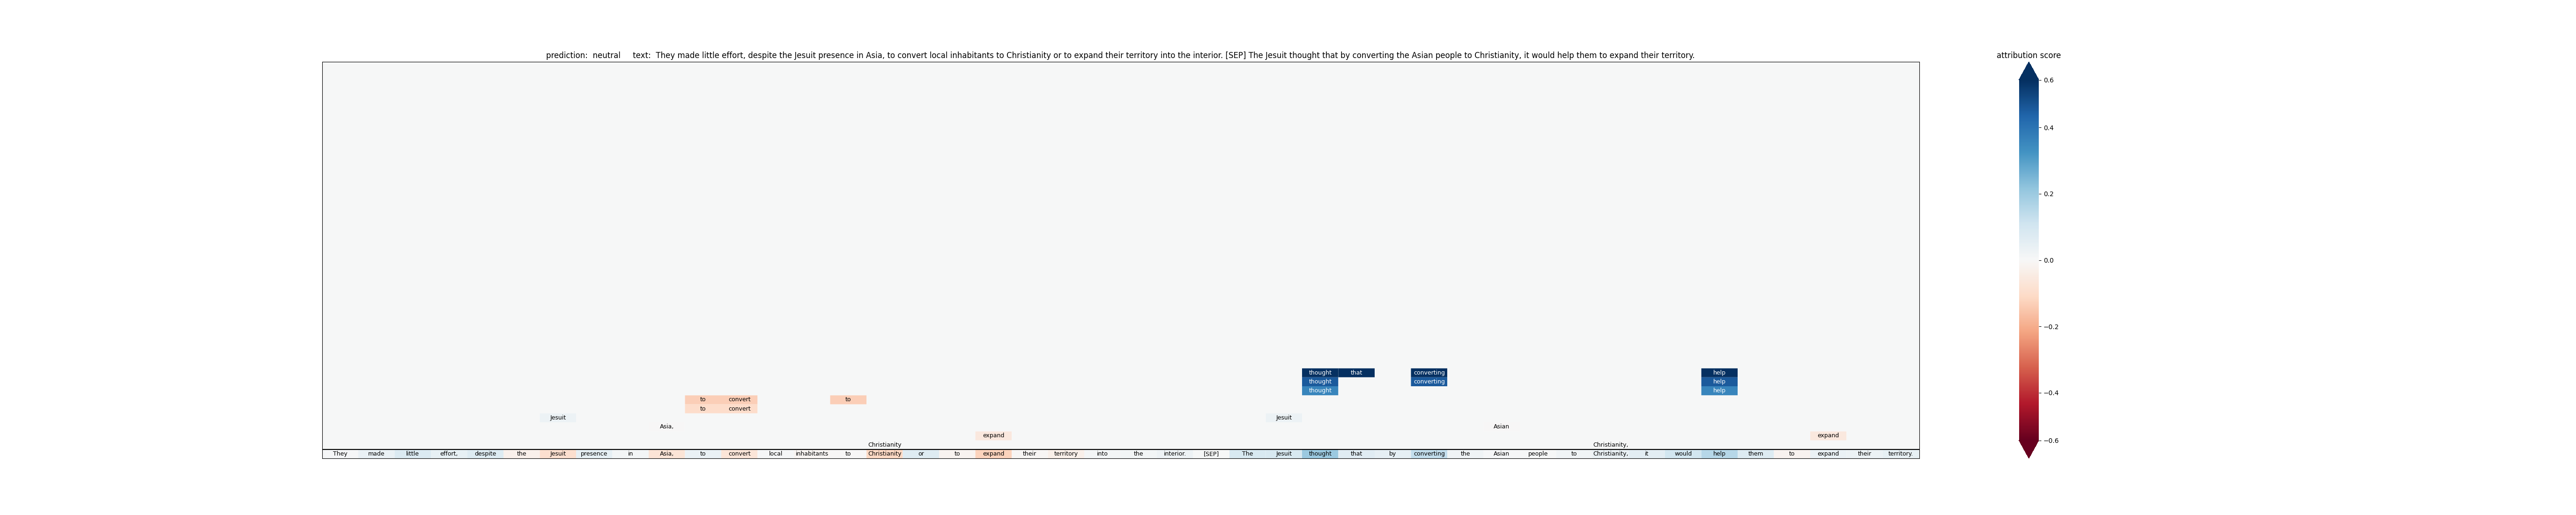 prediction: neutral text: They made little effort, despite the Jesuit presence in Asia, to convert local inhabitants to Christianity or to expand their territory into the interior. [SEP] The Jesuit thought that by converting the Asian people to Christianity, it would help them to expand their territory.
attribution score
0.6
0.4
0.2
0.0
−0.2
−0.4
−0.6
thought that converting help
thought converting help
thought help
to convert to
to convert
Jesuit Jesuit
Asia, Asian
expand expand
Christianity Christianity,
They made little effort, despite the Jesuit presence in Asia, to convert local inhabitants to Christianity or to expand their territory into the interior. [SEP] The Jesuit thought that by converting the Asian people to Christianity, it would help them to expand their territory.